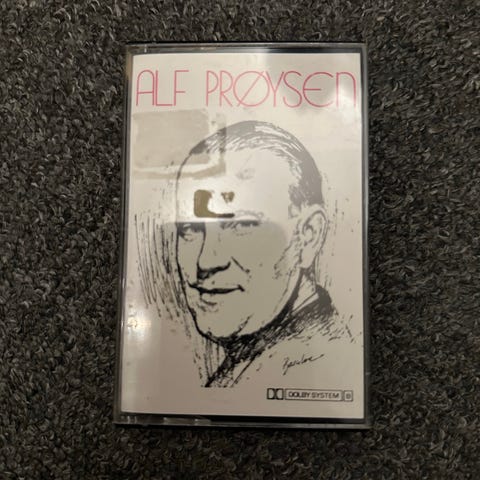 ALF PRØYSEN
DOLBY SYSTEM B